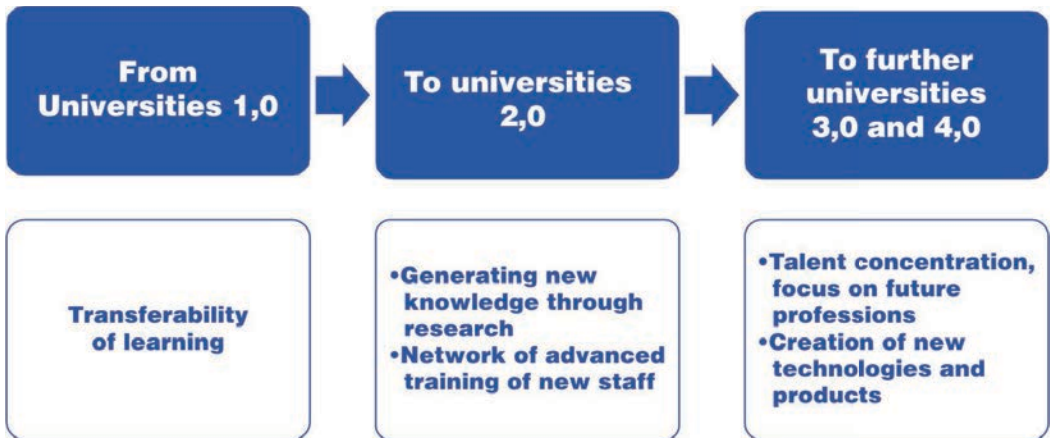 From
Universities 1,0
To universities
2,0
To further
universities
3,0 and 4,0
Transferability
of learning
•Generating new
knowledge through
research
•Network of advanced
training of new staff
•Talent concentration,
focus on future
professions
•Creation of new
technologies and
products